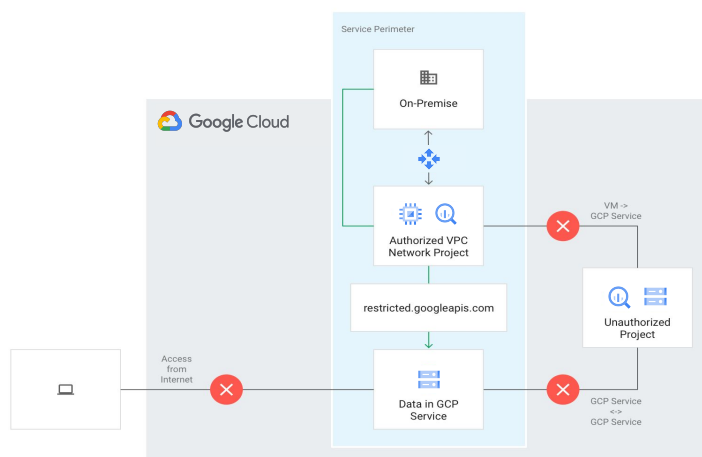 Service Perimeter
On-Premise
Google Cloud
VM ->
GCP Service
Authorized VPC
Network Project
restricted.googleapis.com
Unauthorized
Project
Access
from
Internet
Data in GCP
Service
GCP Service
<->
GCP Service